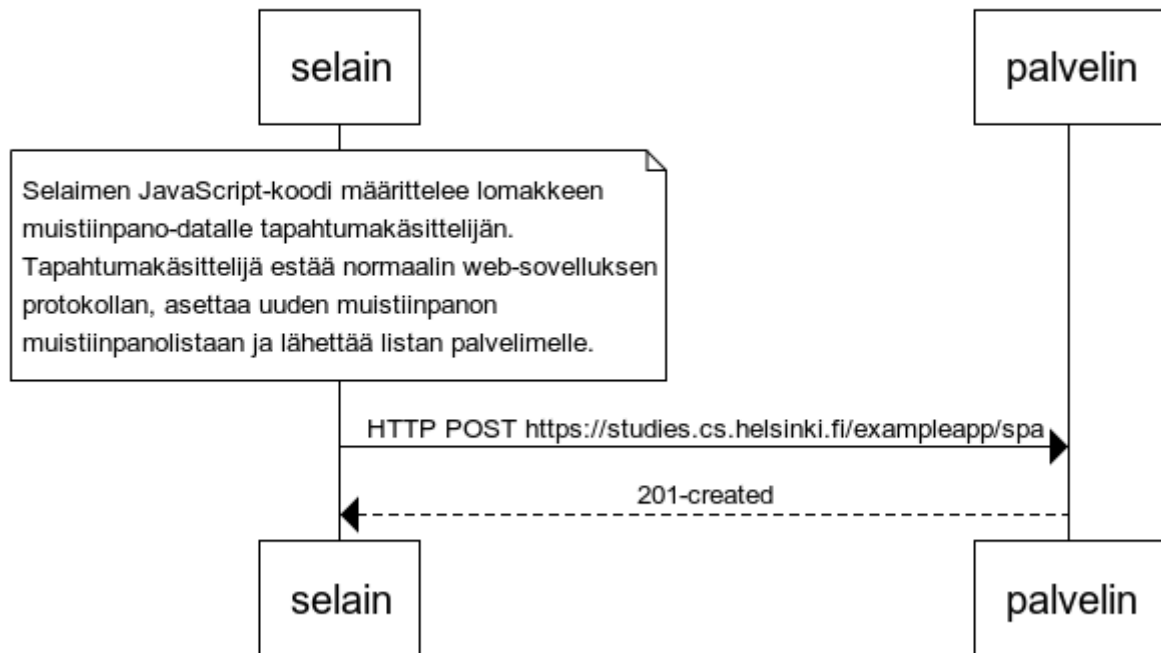 selain
palvelin
Selaimen JavaScript-koodi määrittelee lomakkeen
muistiinpano-datalle tapahtumakäsittelijän.
Tapahtumakäsittelijä estää normaalin web-sovelluksen
protokollan, asettaa uuden muistiinpanon
muistiinpanolistaan ja lähettää listan palvelimelle.
HTTP POST https://studies.cs.helsinki.fi/exampleapp/spa
201-created
selain
palvelin